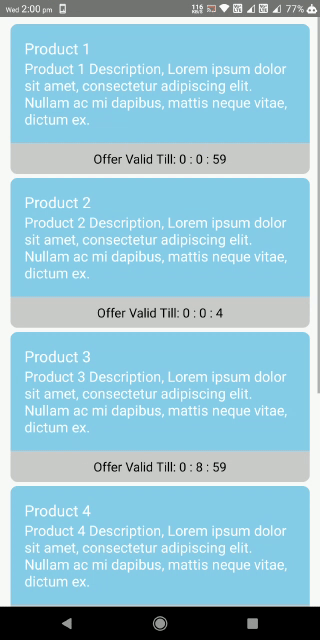 Wed 2:00 pm 77%
Product 1
Product 1 Description, Lorem ipsum dolor
sit amet, consectetur adipiscing elit.
Nullam ac mi dapibus, mattis neque vitae,
dictum ex.
Offer Valid Till: 0 : 0 : 59
Product 2
Product 2 Description, Lorem ipsum dolor
sit amet, consectetur adipiscing elit.
Nullam ac mi dapibus, mattis neque vitae,
dictum ex.
Offer Valid Till: 0 : 0 : 4
Product 3
Product 3 Description, Lorem ipsum dolor
sit amet, consectetur adipiscing elit.
Nullam ac mi dapibus, mattis neque vitae,
dictum ex.
Offer Valid Till: 0 : 8 : 59
Product 4
Product 4 Description, Lorem ipsum dolor
sit amet, consectetur adipiscing elit.
Nullam ac mi dapibus, mattis neque vitae,
dictum ex.